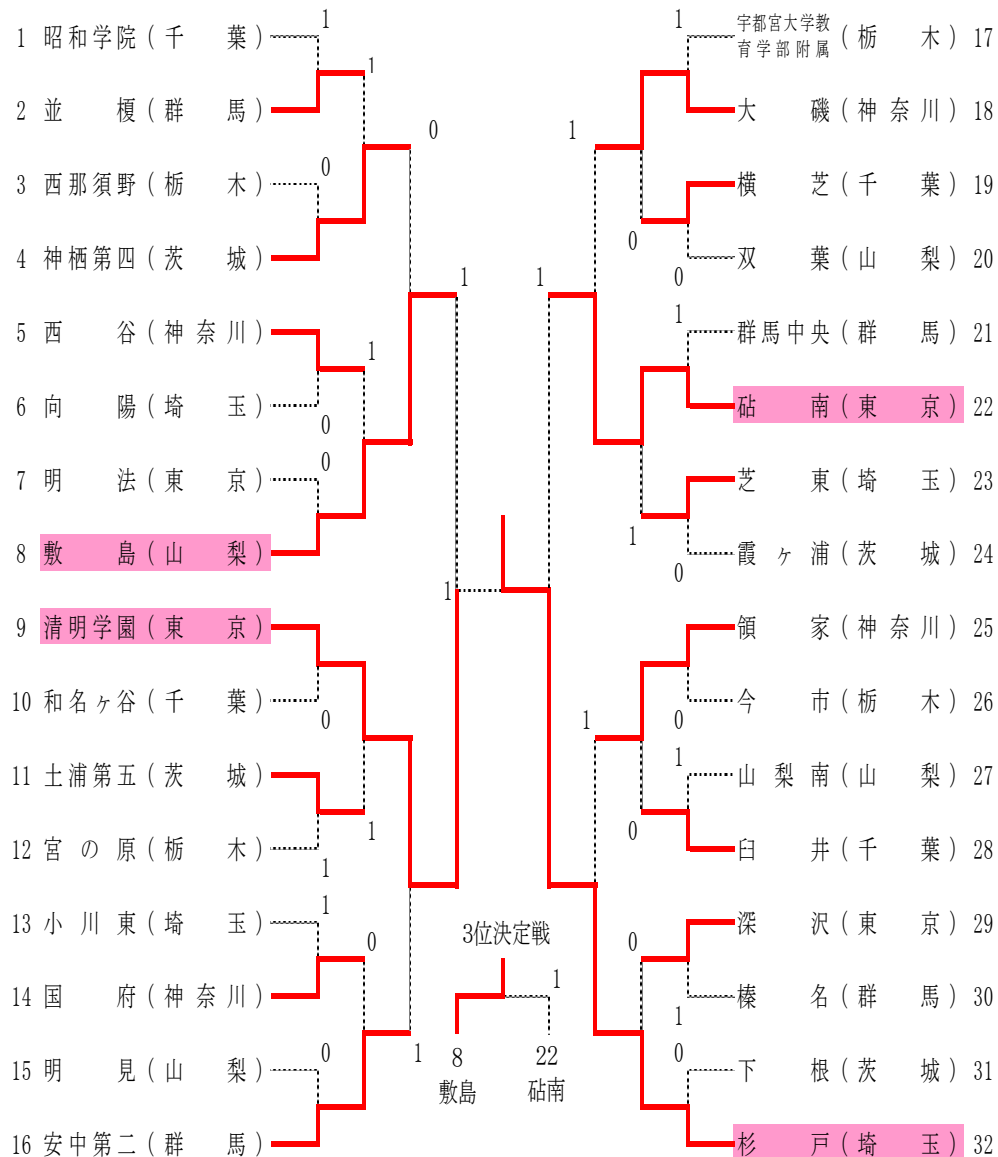 1 昭和学院（千　葉）
2 並　榎（群　馬）
3 西那須野（栃　木）
4 神栖第四（茨　城）
5 西　谷（神奈川）
6 向　陽（埼　玉）
7 明　法（東　京）
8 敷　島（山　梨）
9 清明学園（東　京）
10 和名ヶ谷（千　葉）
11 土浦第五（茨　城）
12 宮の原（栃　木）
13 小川東（埼　玉）
14 国　府（神奈川）
15 明　見（山　梨）
16 安中第二（群　馬）
1
1
0
0
1
1
0
0
1
0
1
1
1
0
0
1
3位決定戦
1
8
22
敷島
砧南
1
1
0
0
1
1
1
0
1
0
1
0
0
1
0
宇都宮大学教
育学部附属（栃　木）17
大　磯（神奈川）18
横　芝（千　葉）19
双　葉（山　梨）20
群馬中央（群　馬）21
砧　南（東　京）22
芝　東（埼　玉）23
霞ヶ浦（茨　城）24
領　家（神奈川）25
今　市（栃　木）26
山梨南（山　梨）27
臼　井（千　葉）28
深　沢（東　京）29
榛　名（群　馬）30
下　根（茨　城）31
杉　戸（埼　玉）32